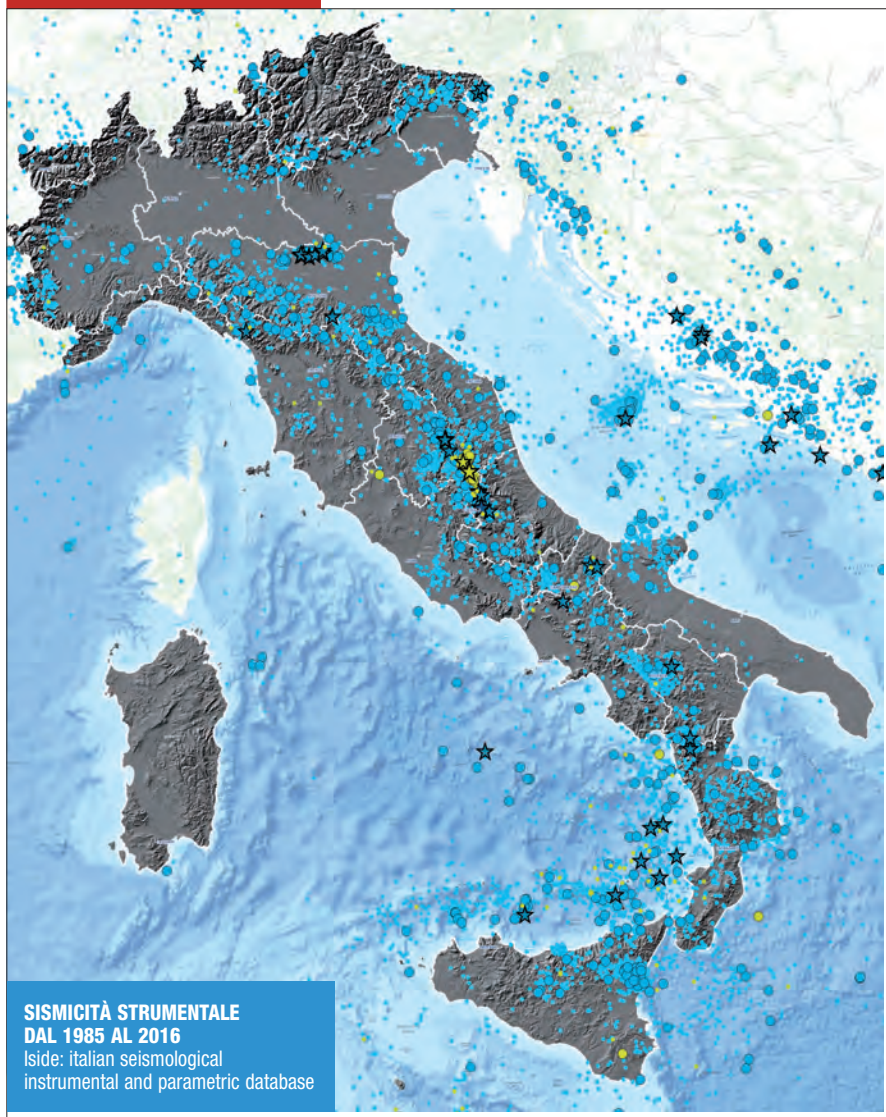 SISMICITÀ STRUMENTALE
DAL 1985 AL 2016
Iside: italian seismological
instrumental and parametric database